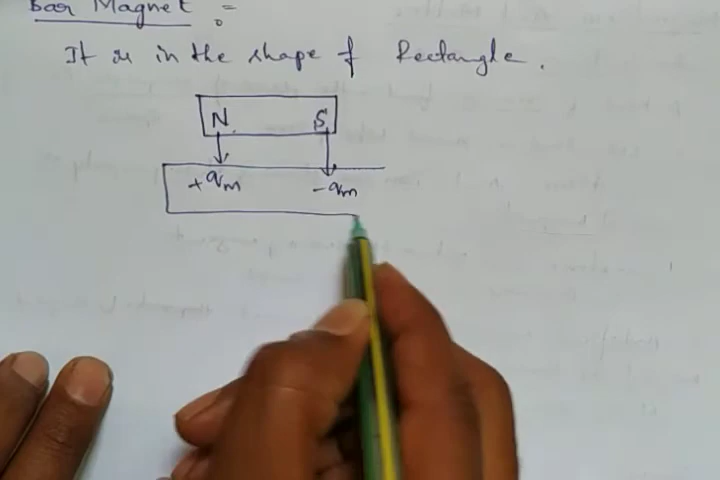 Bar Magnet :=
It is in the shape of Rectangle.
N S
+qm -qm